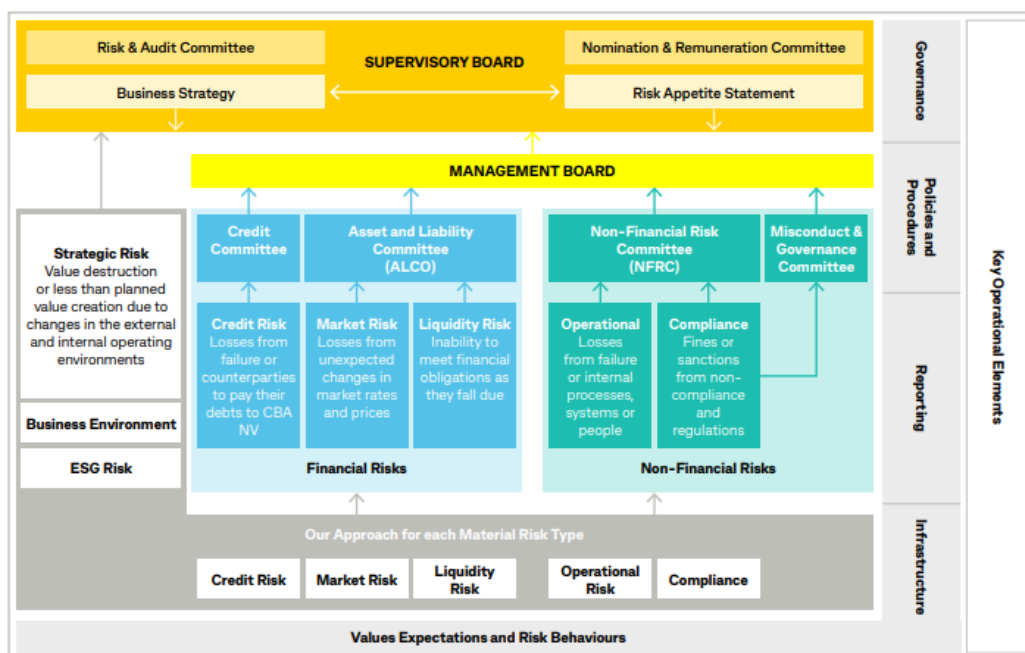 Risk & Audit Committee
Nomination & Remuneration Committee
SUPERVISORY BOARD
Business Strategy
Risk Appetite Statement
MANAGEMENT BOARD
Strategic Risk
Value destruction
or less than planned
value creation due to
changes in the external
and internal operating
environments
Business Environment
ESG Risk
Credit
Committee
Asset and Liability
Committee
(ALCO)
Non-Financial Risk
Committee
(NFRC)
Misconduct &
Governance
Committee
Credit Risk
Losses from
failure or
counterparties
to pay their
debts to CBA
NV
Market Risk
Losses from
unexpected
changes in
market rates
and prices
Liquidity Risk
Inability to
meet financial
obligations as
they fall due
Operational
Losses
from failure
or internal
processes,
systems or
people
Compliance
Fines or
sanctions
from non-
compliance
and
regulations
Financial Risks
Non-Financial Risks
Our Approach for each Material Risk Type
Credit Risk
Market Risk
Liquidity
Risk
Operational
Risk
Compliance
Values Expectations and Risk Behaviours
Governance
Policies and
Procedures
Reporting
Infrastructure
Key Operational Elements